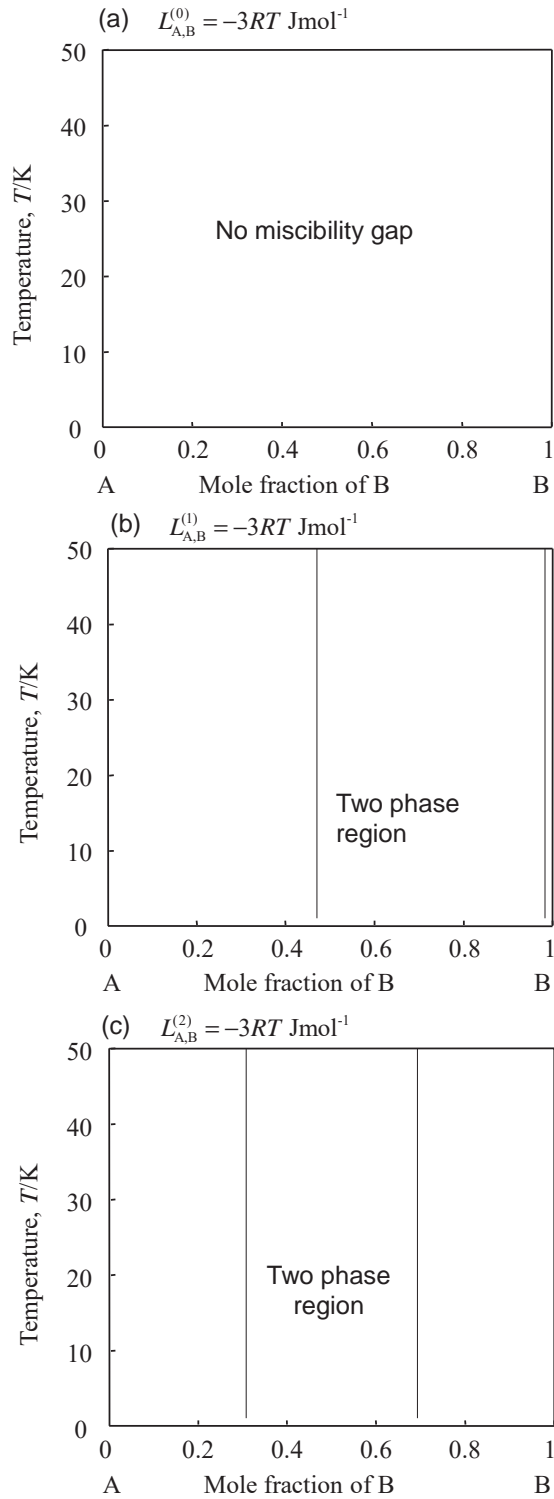 (a) L_{A,B}^{(0)} = −3RT Jmol^{-1}
50
40
30
20
10
0
Temperature, T/K
No miscibility gap
0 0.2 0.4 0.6 0.8 1
A Mole fraction of B B
(b) L_{A,B}^{(1)} = −3RT Jmol^{-1}
50
40
30
20
10
0
Temperature, T/K
Two phase
region
0 0.2 0.4 0.6 0.8 1
A Mole fraction of B B
(c) L_{A,B}^{(2)} = −3RT Jmol^{-1}
50
40
30
20
10
0
Temperature, T/K
Two phase
region
0 0.2 0.4 0.6 0.8 1
A Mole fraction of B B